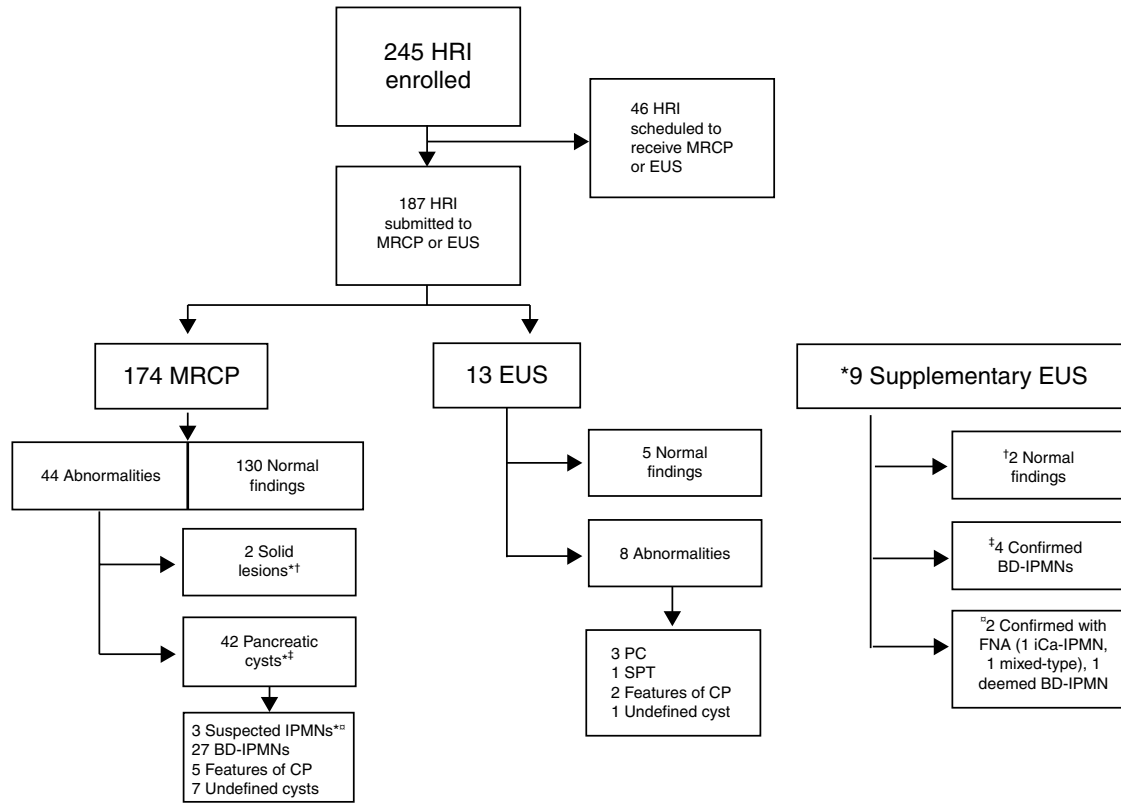 245 HRI
enrolled
46 HRI
scheduled to
receive MRCP
or EUS
187 HRI
submitted to
MRCP or EUS
174 MRCP
13 EUS
*9 Supplementary EUS
44 Abnormalities
130 Normal
findings
5 Normal
findings
†2 Normal
findings
2 Solid
lesions*†
8 Abnormalities
‡4 Confirmed
BD-IPMNs
42 Pancreatic
cysts*‡
3 PC
1 SPT
2 Features of CP
1 Undefined cyst
¤2 Confirmed with
FNA (1 iCa-IPMN,
1 mixed-type), 1
deemed BD-IPMN
3 Suspected IPMNs*¤
27 BD-IPMNs
5 Features of CP
7 Undefined cysts